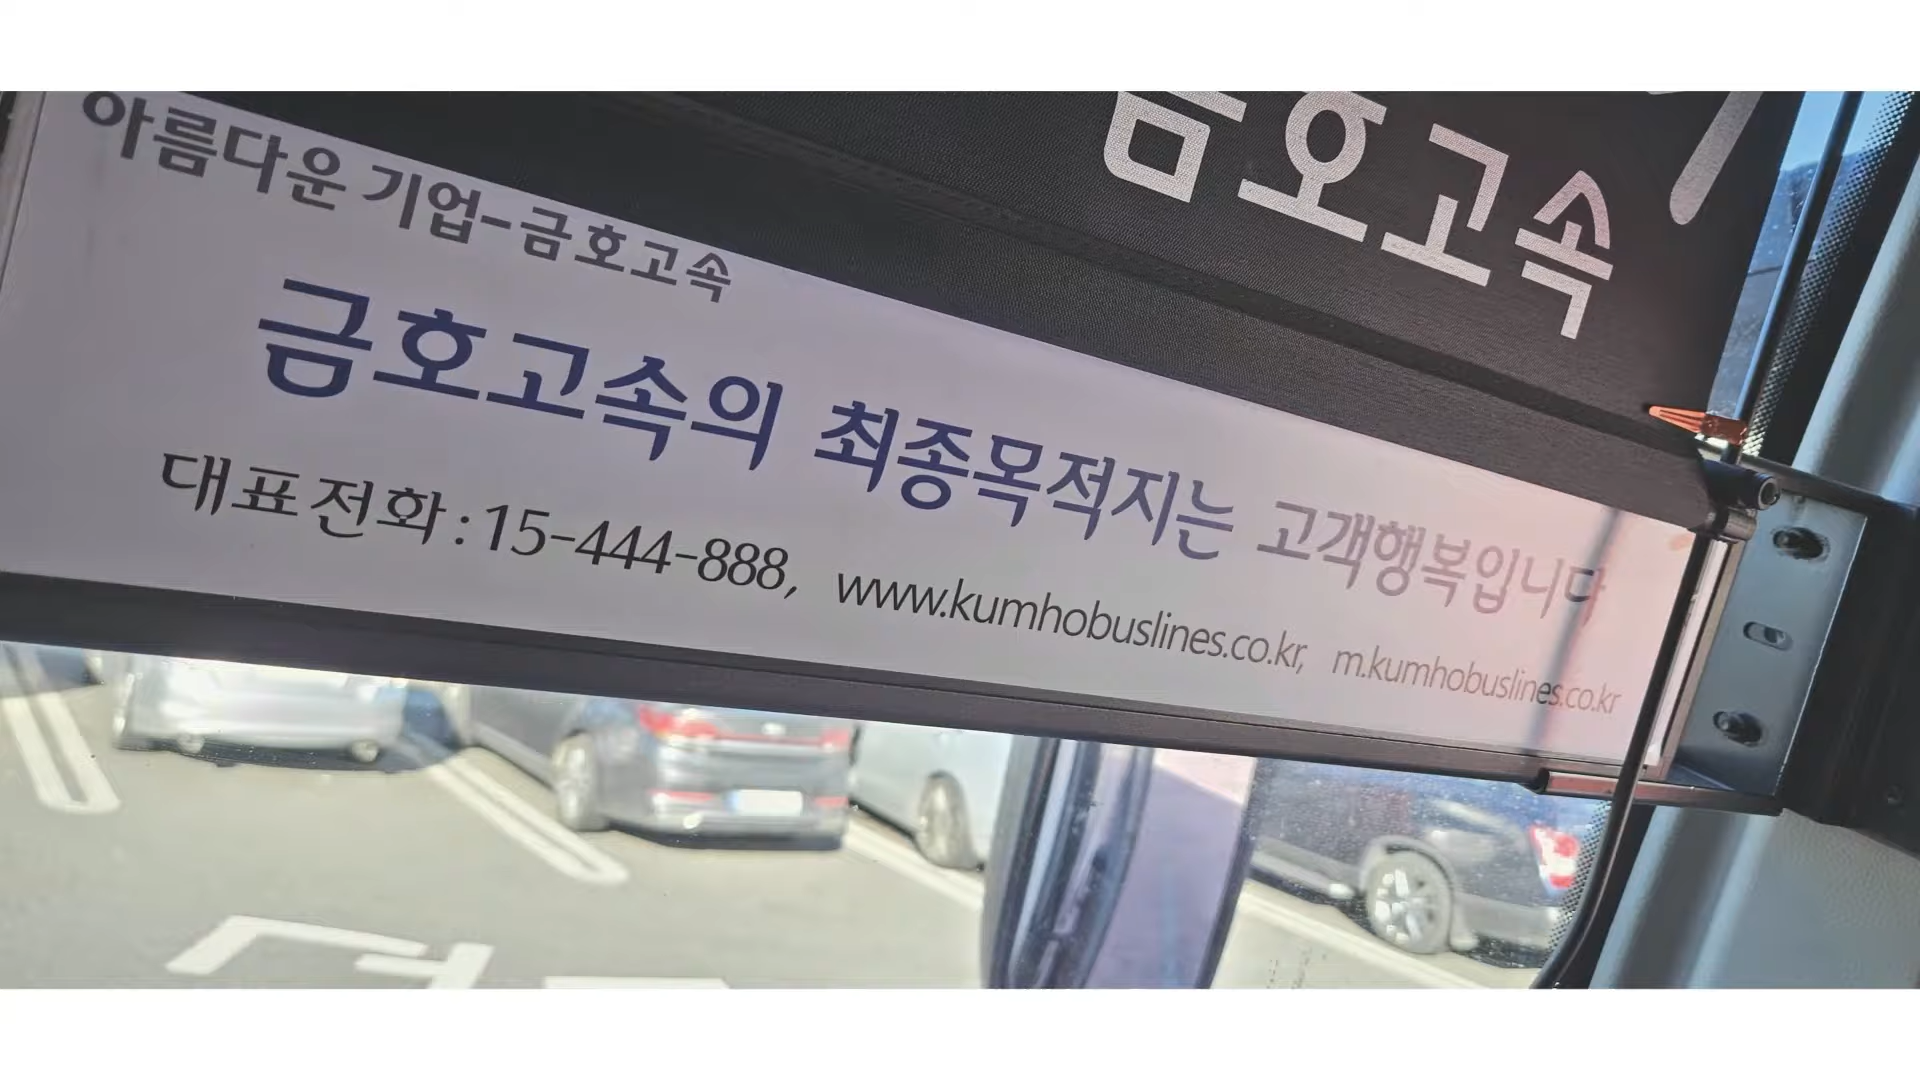 금호고속
아름다운 기업-금호고속
금호고속의 최종목적지는 고객행복입니다
대표전화 : 15-444-888, www.kumhobuslines.co.kr, m.kumhobuslines.co.kr